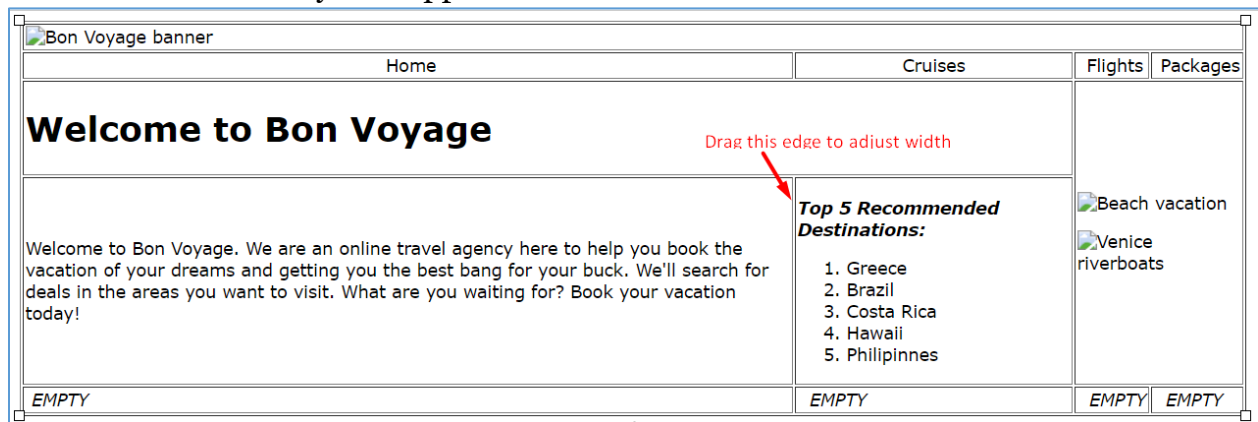 Bon Voyage banner
Home Cruises Flights Packages
Welcome to Bon Voyage
Drag this edge to adjust width
Top 5 Recommended
Destinations:
1. Greece
2. Brazil
3. Costa Rica
4. Hawaii
5. Philipinnes
Welcome to Bon Voyage. We are an online travel agency here to help you book the
vacation of your dreams and getting you the best bang for your buck. We'll search for
deals in the areas you want to visit. What are you waiting for? Book your vacation
today!
Beach vacation
Venice
riverboats
EMPTY EMPTY EMPTY EMPTY